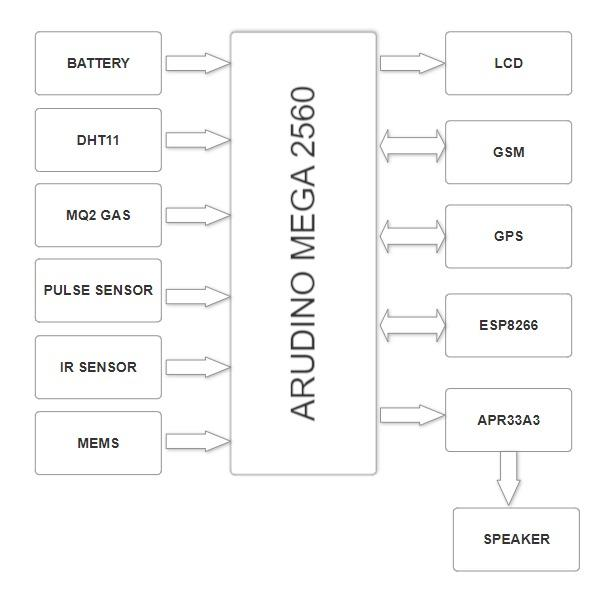 BATTERY
DHT11
MQ2 GAS
PULSE SENSOR
IR SENSOR
MEMS
ARUDINO MEGA 2560
LCD
GSM
GPS
ESP8266
APR33A3
SPEAKER